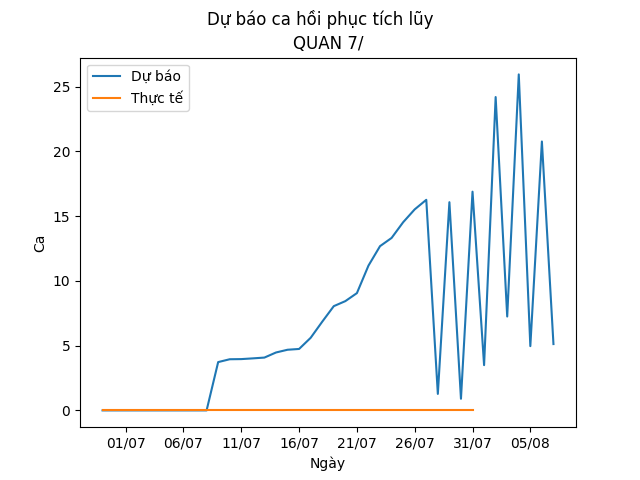 Dự báo ca hồi phục tích lũy
QUAN 7/
Dự báo
Thực tế
25
20
15
10
5
0
Ca
01/07 06/07 11/07 16/07 21/07 26/07 31/07 05/08
Ngày